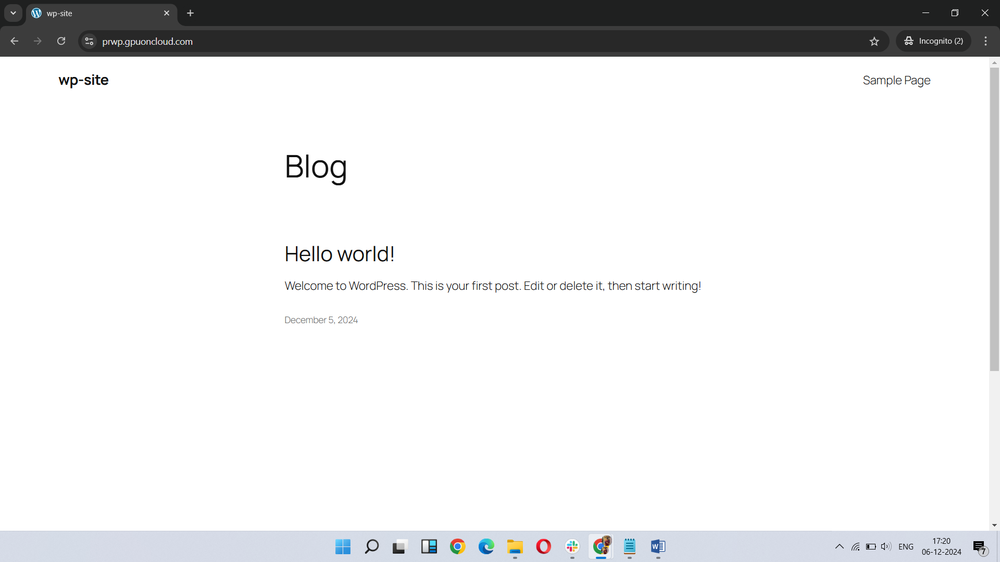 wp-site
prwp.gpuoncloud.com
Incognito (2)
wp-site
Sample Page
Blog
Hello world!
Welcome to WordPress. This is your first post. Edit or delete it, then start writing!
December 5, 2024
ENG
17:20
06-12-2024
7